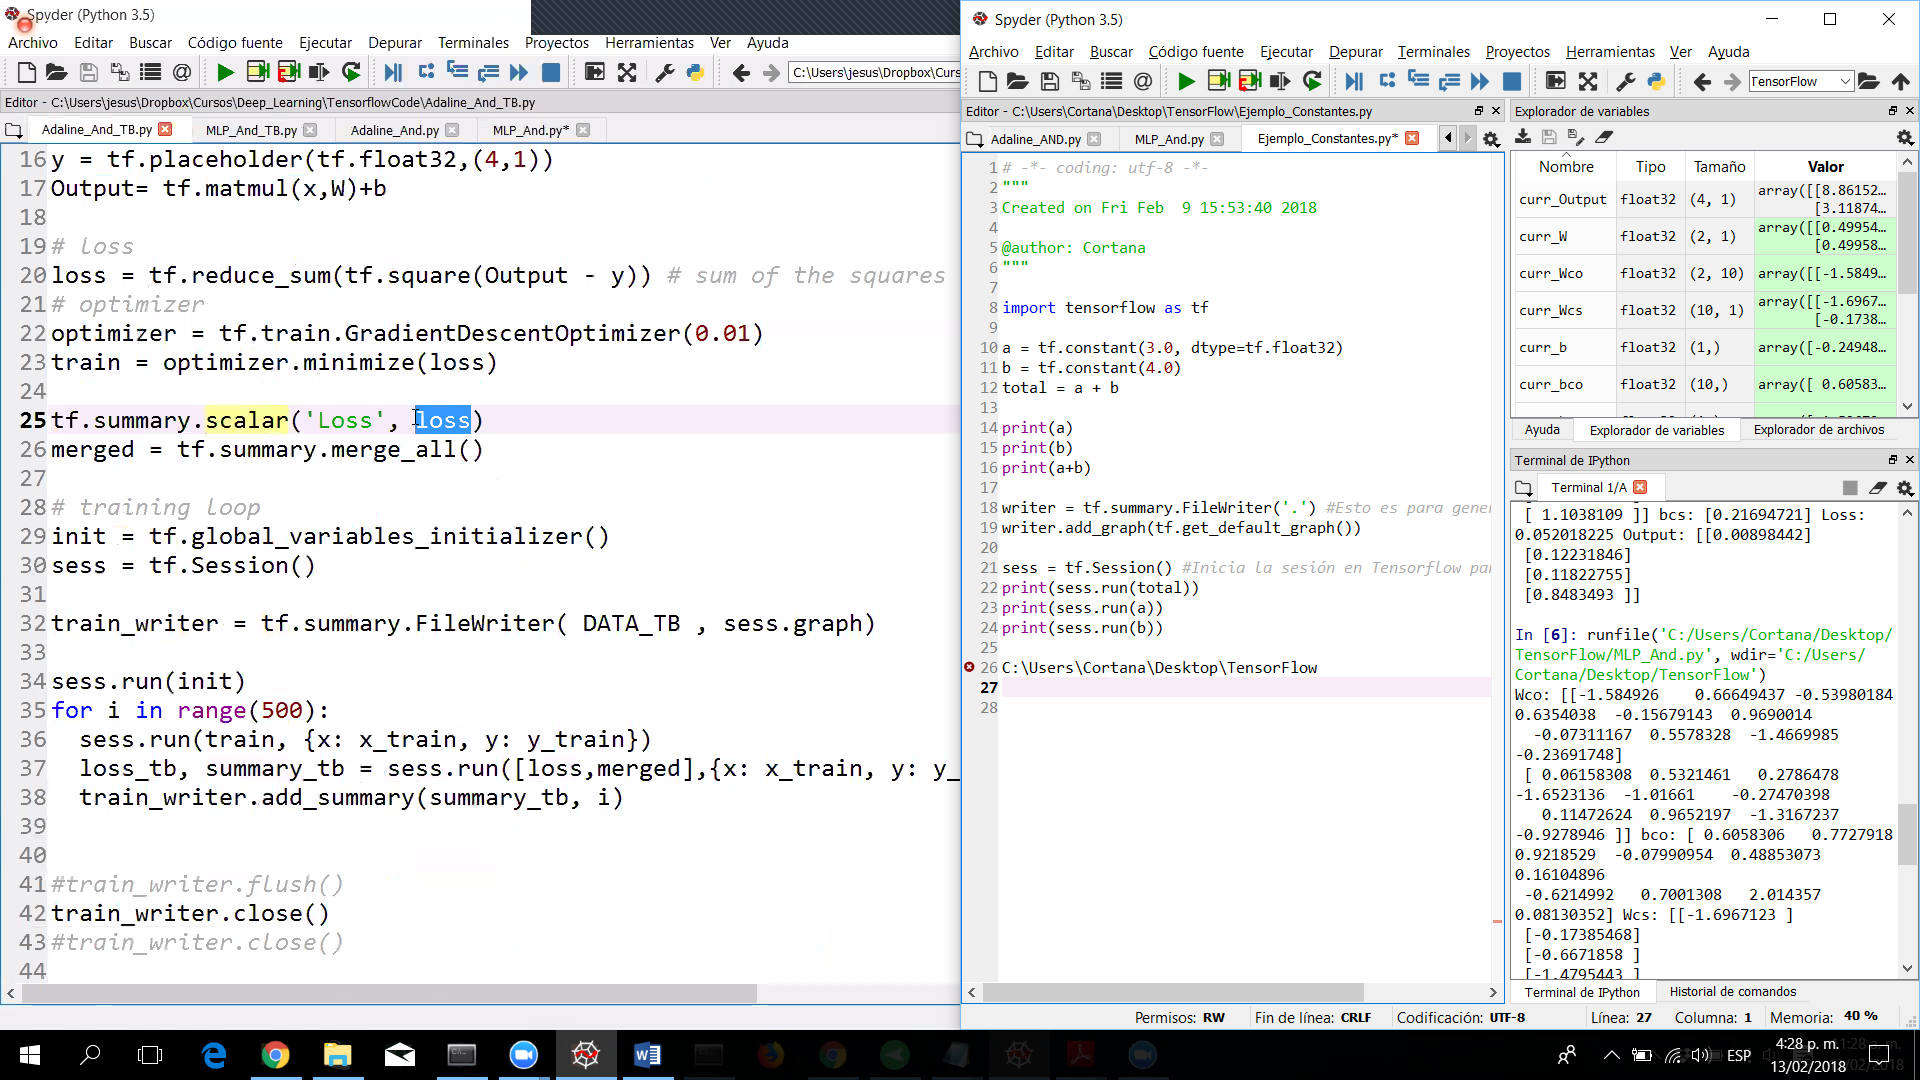 Spyder (Python 3.5)
Archivo Editar Buscar Código fuente Ejecutar Depurar Terminales Proyectos Herramientas Ver Ayuda
C:\Users\jesus\Dropbox\Curs
Editor - C:\Users\jesus\Dropbox\Cursos\Deep_Learning\TensorflowCode\Adaline_And_TB.py
Adaline_And_TB.py MLP_And_TB.py Adaline_And.py MLP_And.py*
16 y = tf.placeholder(tf.float32,(4,1))
17 Output= tf.matmul(x,W)+b
18
19 # loss
20 loss = tf.reduce_sum(tf.square(Output - y)) # sum of the squares
21 # optimizer
22 optimizer = tf.train.GradientDescentOptimizer(0.01)
23 train = optimizer.minimize(loss)
24
25 tf.summary.scalar('Loss', loss)
26 merged = tf.summary.merge_all()
27
28 # training loop
29 init = tf.global_variables_initializer()
30 sess = tf.Session()
31
32 train_writer = tf.summary.FileWriter( DATA_TB , sess.graph)
33
34 sess.run(init)
35 for i in range(500):
36 sess.run(train, {x: x_train, y: y_train})
37 loss_tb, summary_tb = sess.run([loss,merged],{x: x_train, y: y_
38 train_writer.add_summary(summary_tb, i)
39
40
41 #train_writer.flush()
42 train_writer.close()
43 #train_writer.close()
44
Spyder (Python 3.5)
Archivo Editar Buscar Código fuente Ejecutar Depurar Terminales Proyectos Herramientas Ver Ayuda
TensorFlow
Editor - C:\Users\Cortana\Desktop\TensorFlow\Ejemplo_Constantes.py
Adaline_AND.py MLP_And.py Ejemplo_Constantes.py*
1 # -*- coding: utf-8 -*-
2 """
3 Created on Fri Feb  9 15:53:40 2018
4
5 @author: Cortana
6 """
7
8 import tensorflow as tf
9
10 a = tf.constant(3.0, dtype=tf.float32)
11 b = tf.constant(4.0)
12 total = a + b
13
14 print(a)
15 print(b)
16 print(a+b)
17
18 writer = tf.summary.FileWriter('.') #Esto es para gener
19 writer.add_graph(tf.get_default_graph())
20
21 sess = tf.Session() #Inicia la sesión en Tensorflow pa
22 print(sess.run(total))
23 print(sess.run(a))
24 print(sess.run(b))
25
26 C:\Users\Cortana\Desktop\TensorFlow
27
28
Explorador de variables
Nombre Tipo Tamaño Valor
curr_Output float32 (4, 1) array([[8.86152…
[3.11874…
curr_W float32 (2, 1) array([[0.49954…
[0.49958…
curr_Wco float32 (2, 10) array([[-1.5849…
curr_Wcs float32 (10, 1) array([[-1.6967…
[-0.1738…
curr_b float32 (1,) array([-0.24948…
curr_bco float32 (10,) array([ 0.60583…
Ayuda Explorador de variables Explorador de archivos
Terminal de IPython
Terminal 1/A
[ 1.1038109 ]] bcs: [0.21694721] Loss:
0.052018225 Output: [[0.00898442]
[0.12231846]
[0.11822755]
[0.8483493 ]]
In [6]: runfile('C:/Users/Cortana/Desktop/
TensorFlow/MLP_And.py', wdir='C:/Users/
Cortana/Desktop/TensorFlow')
Wco: [[-1.584926    0.66649437 -0.53980184
0.6354038  -0.15679143  0.9690014
-0.07311167  0.5578328  -1.4669985
-0.23691748]
[ 0.06158308  0.5321461   0.2786478
-1.6523136  -1.01661    -0.27470398
0.11472624  0.9652197  -1.3167237
-0.9278946 ]] bco: [ 0.6058306   0.7727918
0.9218529  -0.07990954  0.48853073
0.16104896
-0.6214992   0.7001308   2.014357
0.08130352] Wcs: [[-1.6967123 ]
[-0.17385468]
[-0.6671858 ]
[-1.4795443 ]
Terminal de IPython Historial de comandos
Permisos: RW Fin de línea: CRLF Codificación: UTF-8 Línea: 27 Columna: 1 Memoria: 40 %
ESP
4:28 p. m.
13/02/2018